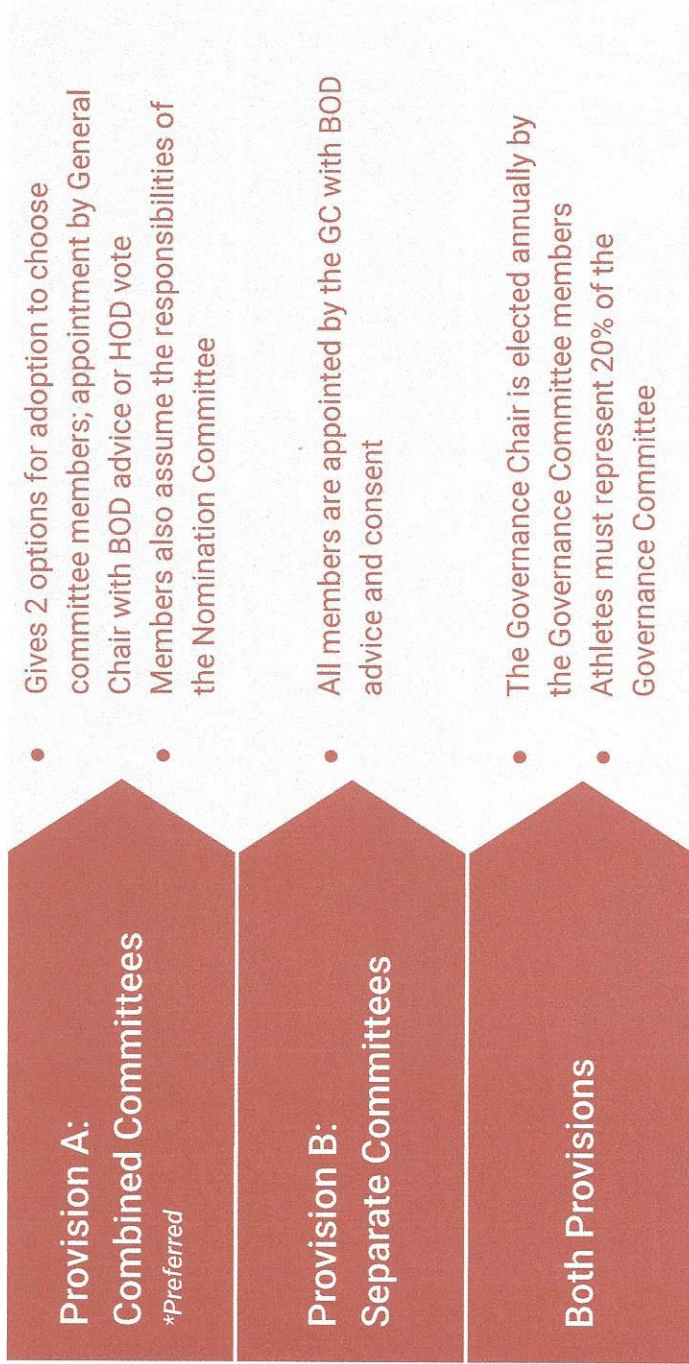 Provision A:
Combined Committees
*Preferred
• Gives 2 options for adoption to choose
committee members; appointment by General
Chair with BOD advice or HOD vote
• Members also assume the responsibilities of
the Nomination Committee
Provision B:
Separate Committees
• All members are appointed by the GC with BOD
advice and consent
Both Provisions
• The Governance Chair is elected annually by
the Governance Committee members
• Athletes must represent 20% of the
Governance Committee